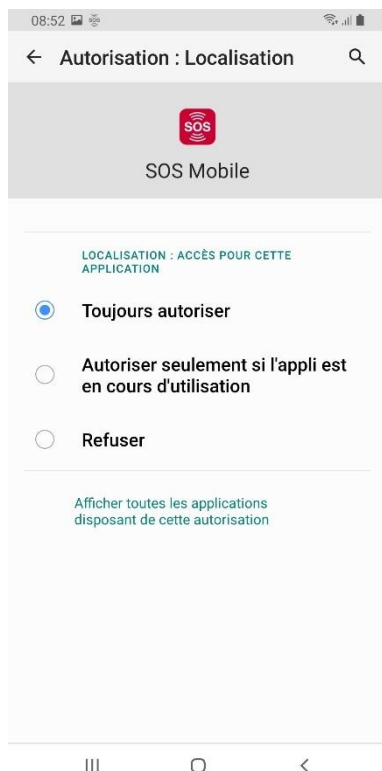 08:52
Autorisation : Localisation
SOS
SOS Mobile
LOCALISATION : ACCÈS POUR CETTE
APPLICATION
Toujours autoriser
Autoriser seulement si l'appli est
en cours d'utilisation
Refuser
Afficher toutes les applications
disposant de cette autorisation